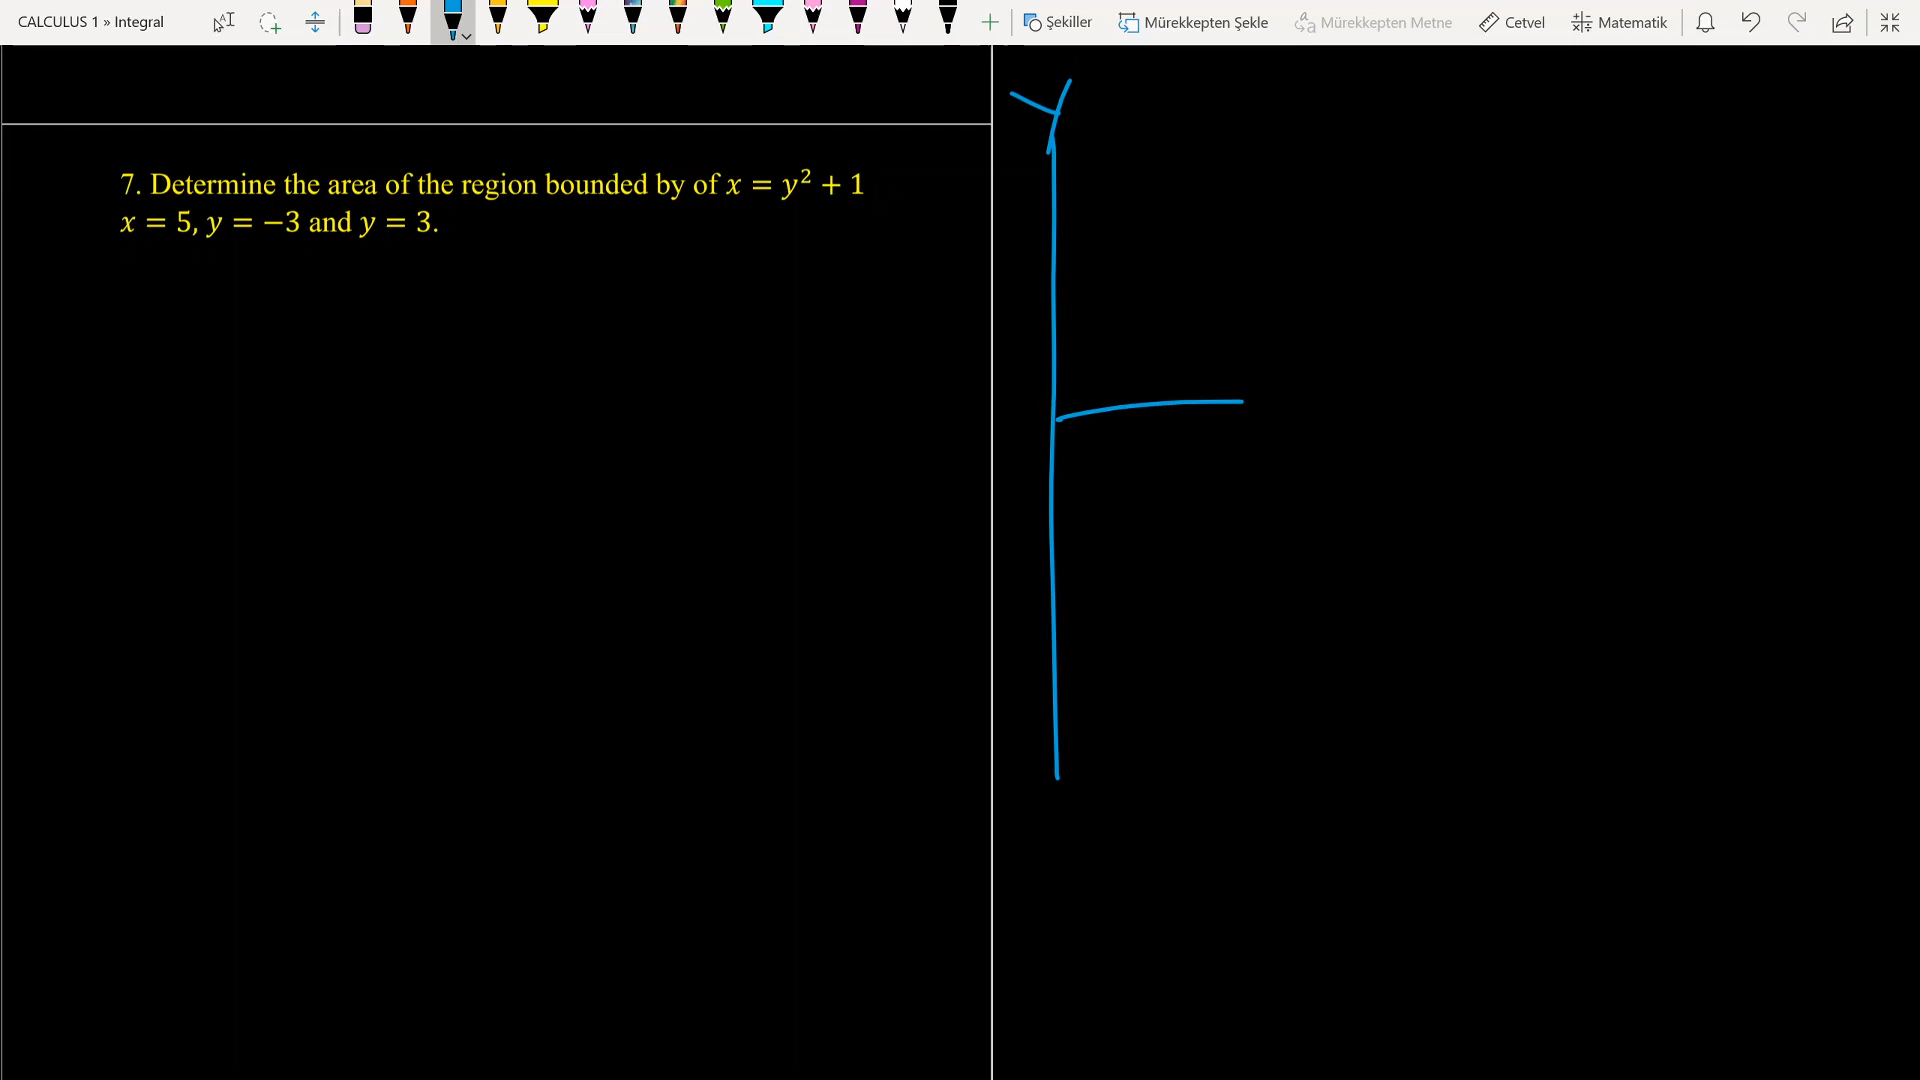 CALCULUS 1 » Integral
Şekiller
Mürekkepten Şekle
Mürekkepten Metne
Cetvel
Matematik
7. Determine the area of the region bounded by of x = y² + 1
x = 5, y = −3 and y = 3.
y